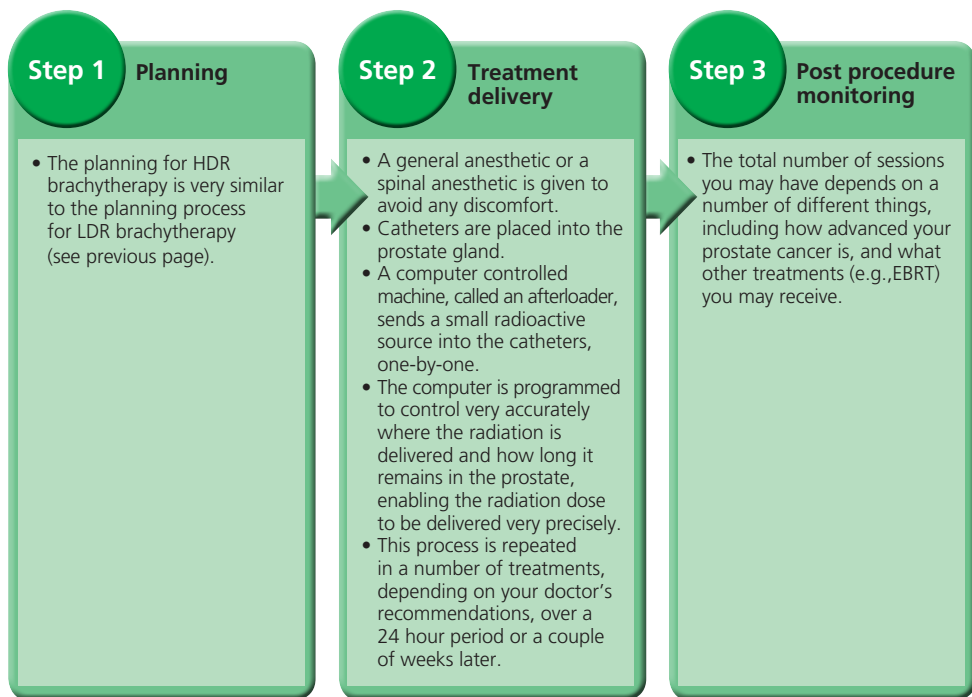 Step 1
Planning
• The planning for HDR
brachytherapy is very similar
to the planning process
for LDR brachytherapy
(see previous page).
Step 2
Treatment
delivery
• A general anesthetic or a
spinal anesthetic is given to
avoid any discomfort.
• Catheters are placed into the
prostate gland.
• A computer controlled
machine, called an afterloader,
sends a small radioactive
source into the catheters,
one-by-one.
• The computer is programmed
to control very accurately
where the radiation is
delivered and how long it
remains in the prostate,
enabling the radiation dose
to be delivered very precisely.
• This process is repeated
in a number of treatments,
depending on your doctor’s
recommendations, over a
24 hour period or a couple
of weeks later.
Step 3
Post procedure
monitoring
• The total number of sessions
you may have depends on a
number of different things,
including how advanced your
prostate cancer is, and what
other treatments (e.g.,EBRT)
you may receive.